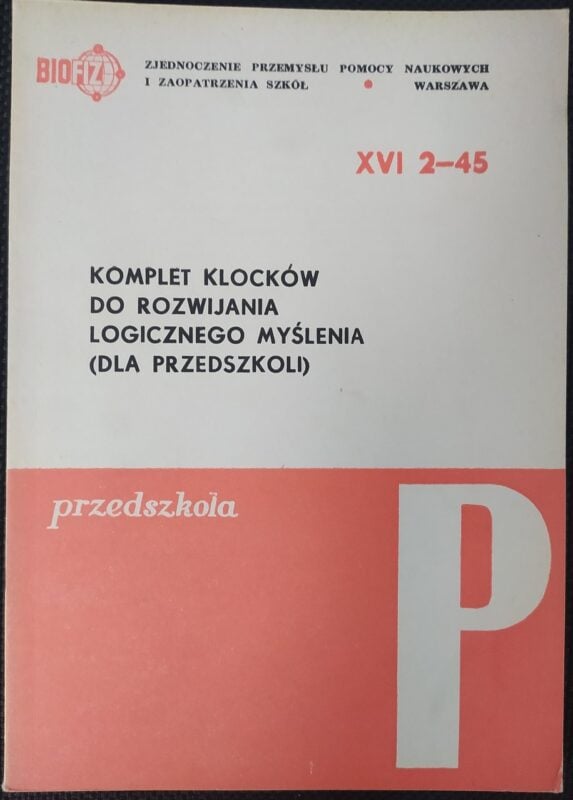 BIOFIZ
ZJEDNOCZENIE PRZEMYSŁU POMOCY NAUKOWYCH
I ZAOPATRZENIA SZKÓŁ • WARSZAWA
XVI 2—45
KOMPLET KLOCKÓW
DO ROZWIJANIA
LOGICZNEGO MYŚLENIA
(DLA PRZEDSZKOLI)
przedszkola
P